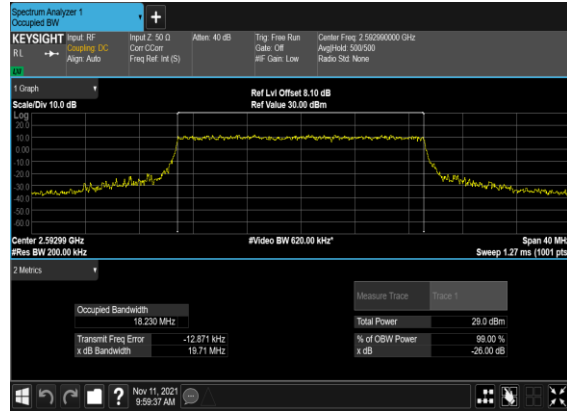 Spectrum Analyzer 1
Occupied BW
KEYSIGHT Input: RF Input Z: 50 Ω Atten: 40 dB Trig: Free Run Center Freq: 2.592990000 GHz
RL Coupling: DC Corr CCorr Gate: Off Avg|Hold: 500/500
Align: Auto Freq Ref: Int (S) #IF Gain: Low Radio Std: None
1 Graph
Ref Lvl Offset 8.10 dB
Scale/Div 10.0 dB Ref Value 30.00 dBm
Log
20.0
10.0
0.00
-10.0
-20.0
-30.0
-40.0
-50.0
-60.0
Center 2.59299 GHz #Video BW 620.00 kHz* Span 40 MHz
#Res BW 200.00 kHz Sweep 1.27 ms (1001 pts)
2 Metrics
Measure Trace Trace 1
Occupied Bandwidth
18.230 MHz Total Power 29.0 dBm
Transmit Freq Error -12.871 kHz % of OBW Power 99.00 %
x dB Bandwidth 19.71 MHz x dB -26.00 dB
Nov 11, 2021
9:59:37 AM